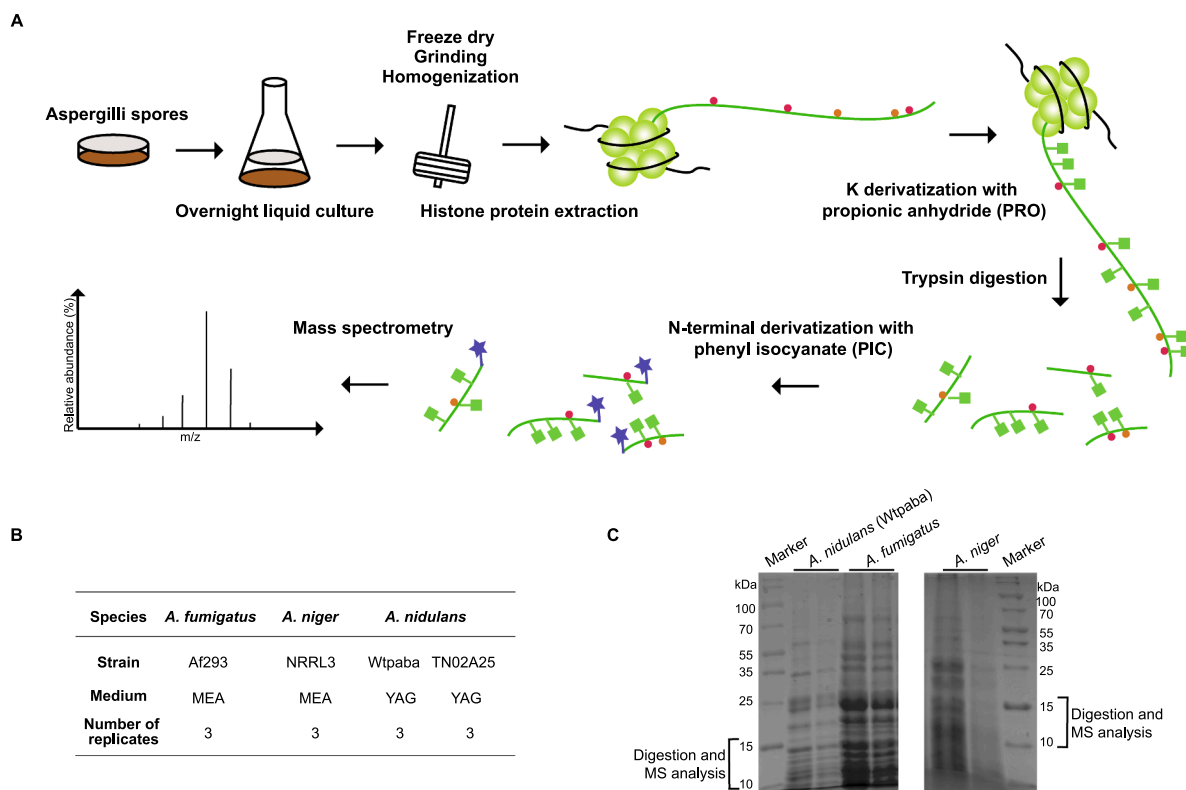 A
Freeze dry
Grinding
Homogenization
Aspergilli spores
Overnight liquid culture
Histone protein extraction
K derivatization with
propionic anhydride (PRO)
Trypsin digestion
N-terminal derivatization with
phenyl isocyanate (PIC)
Mass spectrometry
Relative abundance (%)
m/z
B
Species A. fumigatus A. niger A. nidulans
Strain Af293 NRRL3 Wtpaba TN02A25
Medium MEA MEA YAG YAG
Number of
replicates 3 3 3 3
C
Marker
A. nidulans (Wtpaba)
A. fumigatus
A. niger
Marker
kDa
100
70
55
35
25
15
10
Digestion and
MS analysis
kDa
100
70
55
35
25
15
10
Digestion and
MS analysis